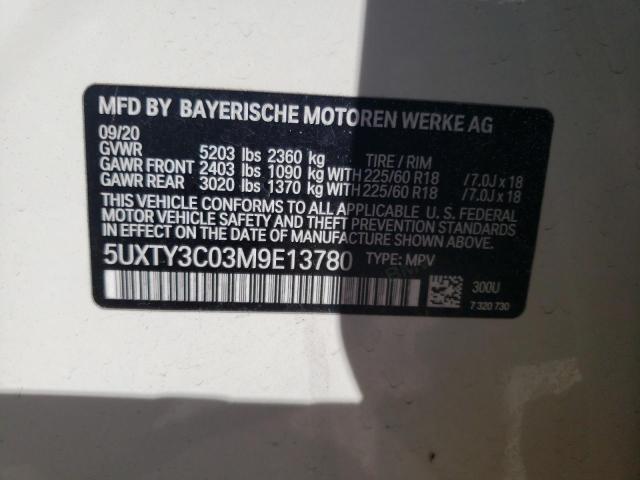 MFD BY BAYERISCHE MOTOREN WERKE AG
09/20
GVWR 5203 lbs 2360 kg TIRE / RIM
GAWR FRONT 2403 lbs 1090 kg WITH 225/60 R18 /7.0J x 18
GAWR REAR 3020 lbs 1370 kg WITH 225/60 R18 /7.0J x 18
THIS VEHICLE CONFORMS TO ALL APPLICABLE U. S. FEDERAL
MOTOR VEHICLE SAFETY AND THEFT PREVENTION STANDARDS
IN EFFECT ON THE DATE OF MANUFACTURE SHOWN ABOVE.
5UXTY3C03M9E13780 TYPE: MPV
300U
7 320 730